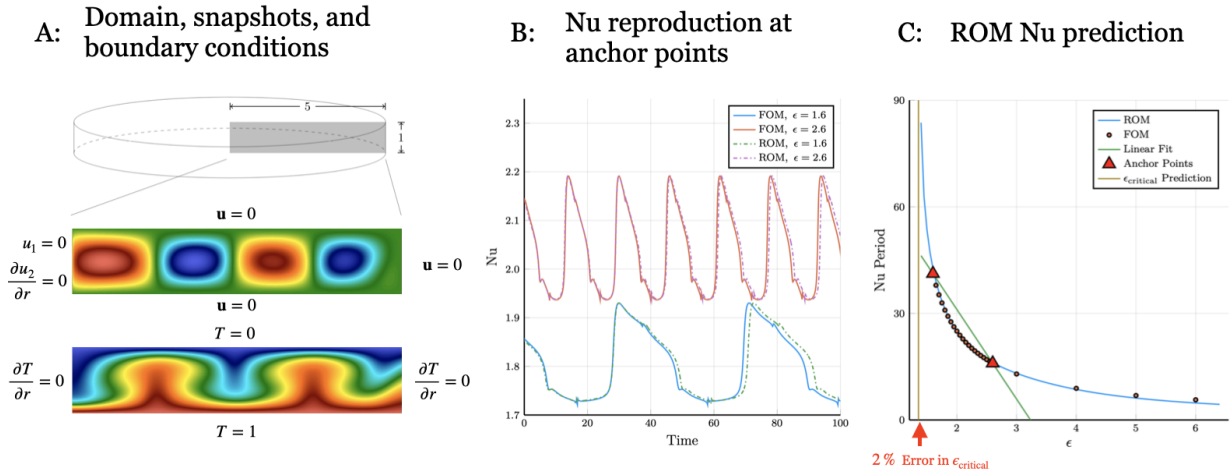 A: Domain, snapshots, and
boundary conditions
5
1
𝐮 = 0
u₁ = 0
∂u₂/∂r = 0
𝐮 = 0
𝐮 = 0
T = 0
∂T/∂r = 0
∂T/∂r = 0
T = 1
B: Nu reproduction at
anchor points
Nu
2.3
2.2
2.1
2.0
1.9
1.8
1.7
FOM, ϵ = 1.6
FOM, ϵ = 2.6
ROM, ϵ = 1.6
ROM, ϵ = 2.6
0 20 40 60 80 100
Time
C: ROM Nu prediction
Nu Period
90
60
30
0
ROM
FOM
Linear Fit
Anchor Points
ϵcritical Prediction
2 3 4 5 6
ϵ
2 % Error in ϵcritical